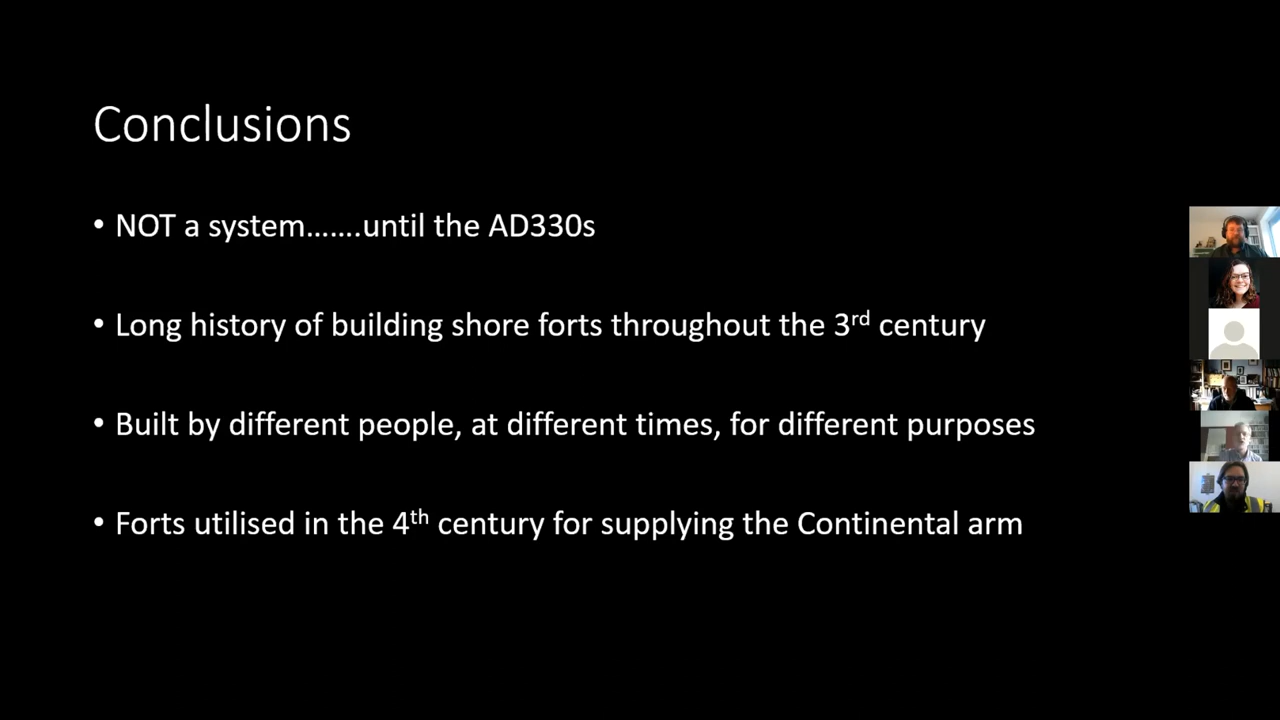 Conclusions
• NOT a system.......until the AD330s
• Long history of building shore forts throughout the 3rd century
• Built by different people, at different times, for different purposes
• Forts utilised in the 4th century for supplying the Continental arm